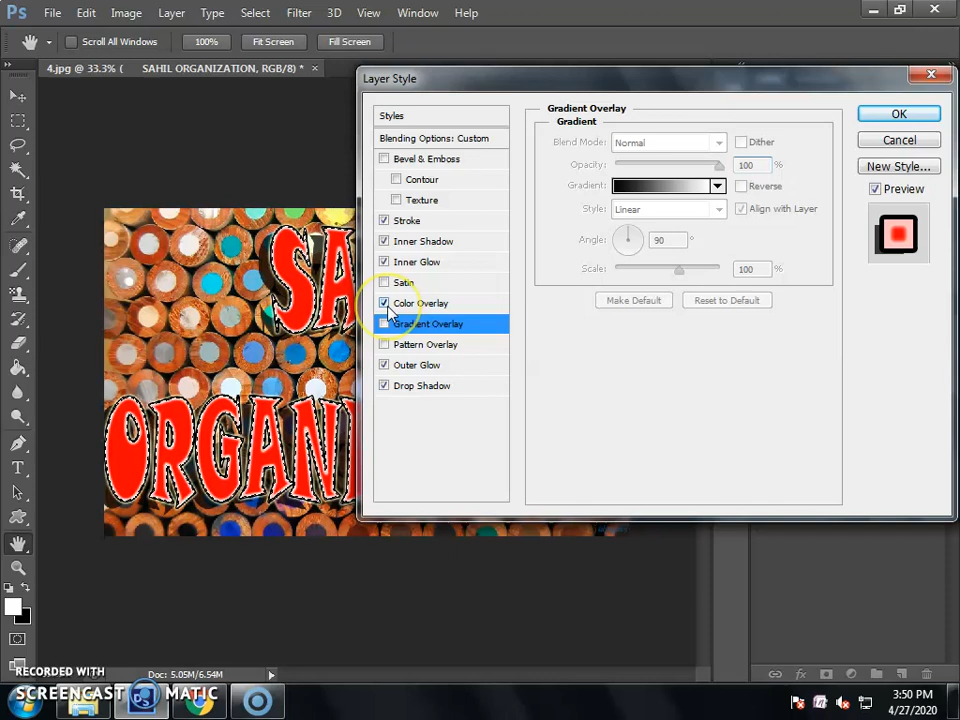 Ps File Edit Image Layer Type Select Filter 3D View Window Help
Scroll All Windows 100% Fit Screen Fill Screen
4.jpg @ 33.3% ( SAHIL ORGANIZATION, RGB/8) * ×
Layer Style
Styles
Blending Options: Custom
Bevel & Emboss
Contour
Texture
Stroke
Inner Shadow
Inner Glow
Satin
Color Overlay
Gradient Overlay
Pattern Overlay
Outer Glow
Drop Shadow
Gradient Overlay
Gradient
Blend Mode: Normal Dither
Opacity: 100 %
Gradient: Reverse
Style: Linear Align with Layer
Angle: 90 °
Scale: 100 %
Make Default Reset to Default
OK
Cancel
New Style...
Preview
SA
ORGANI
Doc: 5.05M/6.54M
RECORDED WITH
SCREENCAST MATIC
3:50 PM
4/27/2020